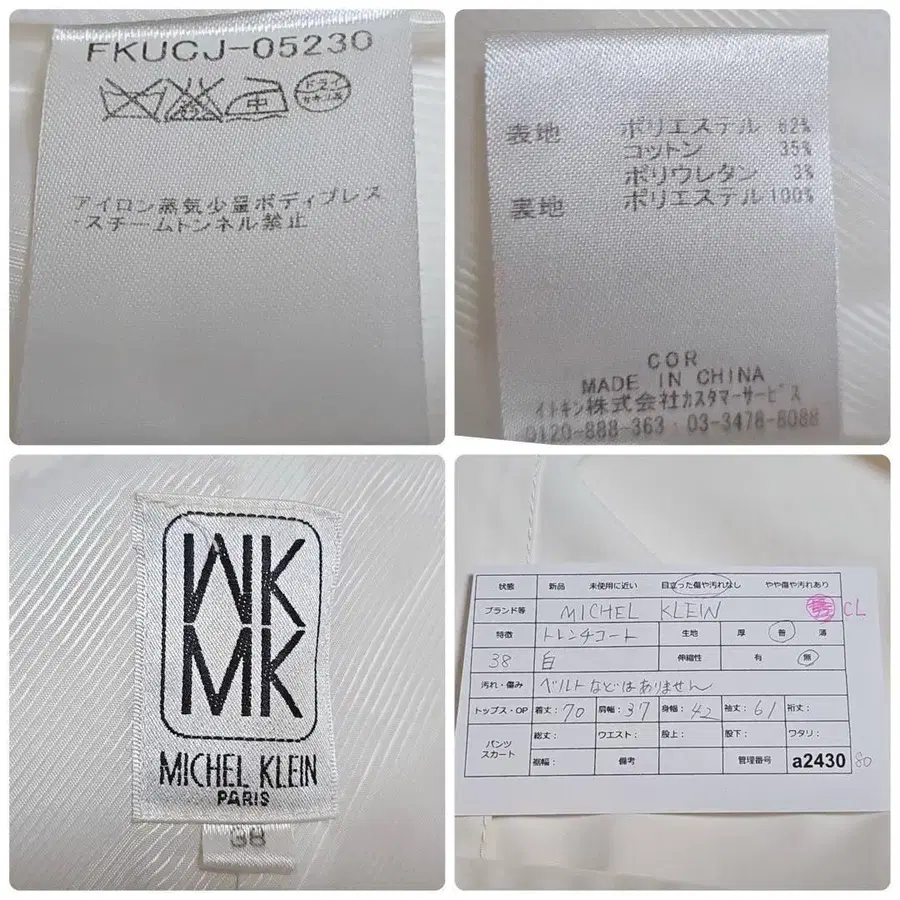 FKUCJ-05230
中
ドライ
アイロン蒸気少量ボディプレス
・スチームトンネル禁止
表地 ポリエステル 62%
コットン 35%
ポリウレタン 3%
裏地 ポリエステル 100%
COR
MADE IN CHINA
イトキン株式会社カスタマーサービス
0120-888-363・03-3478-8088
MK
MK
MICHEL KLEIN
PARIS
38
状態 新品 未使用に近い 目立った傷や汚れなし やや傷や汚れあり
ブランド等 MICHEL KLEIN CL
特徴 トレンチコート 生地 厚 普 薄
38 白 伸縮性 有 無
汚れ・傷み ベルトなどはありません
トップス・OP 着丈：70 肩幅：37 身幅：42 袖丈：61 裄丈：
パンツ
スカート
総丈： ウエスト： 股上： 股下： ワタリ：
裾幅： 備考 管理番号 a2430 80